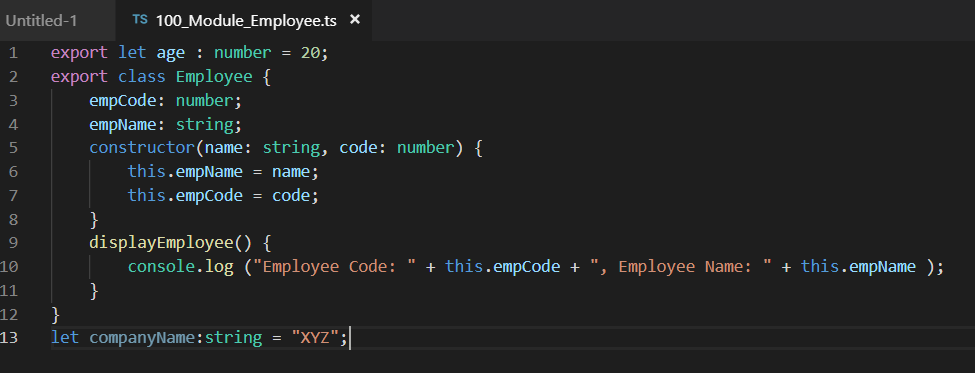 Untitled-1
TS 100_Module_Employee.ts ×
1 export let age : number = 20;
2 export class Employee {
3 empCode: number;
4 empName: string;
5 constructor(name: string, code: number) {
6 this.empName = name;
7 this.empCode = code;
8 }
9 displayEmployee() {
10 console.log ("Employee Code: " + this.empCode + ", Employee Name: " + this.empName );
11 }
12 }
13 let companyName:string = "XYZ";